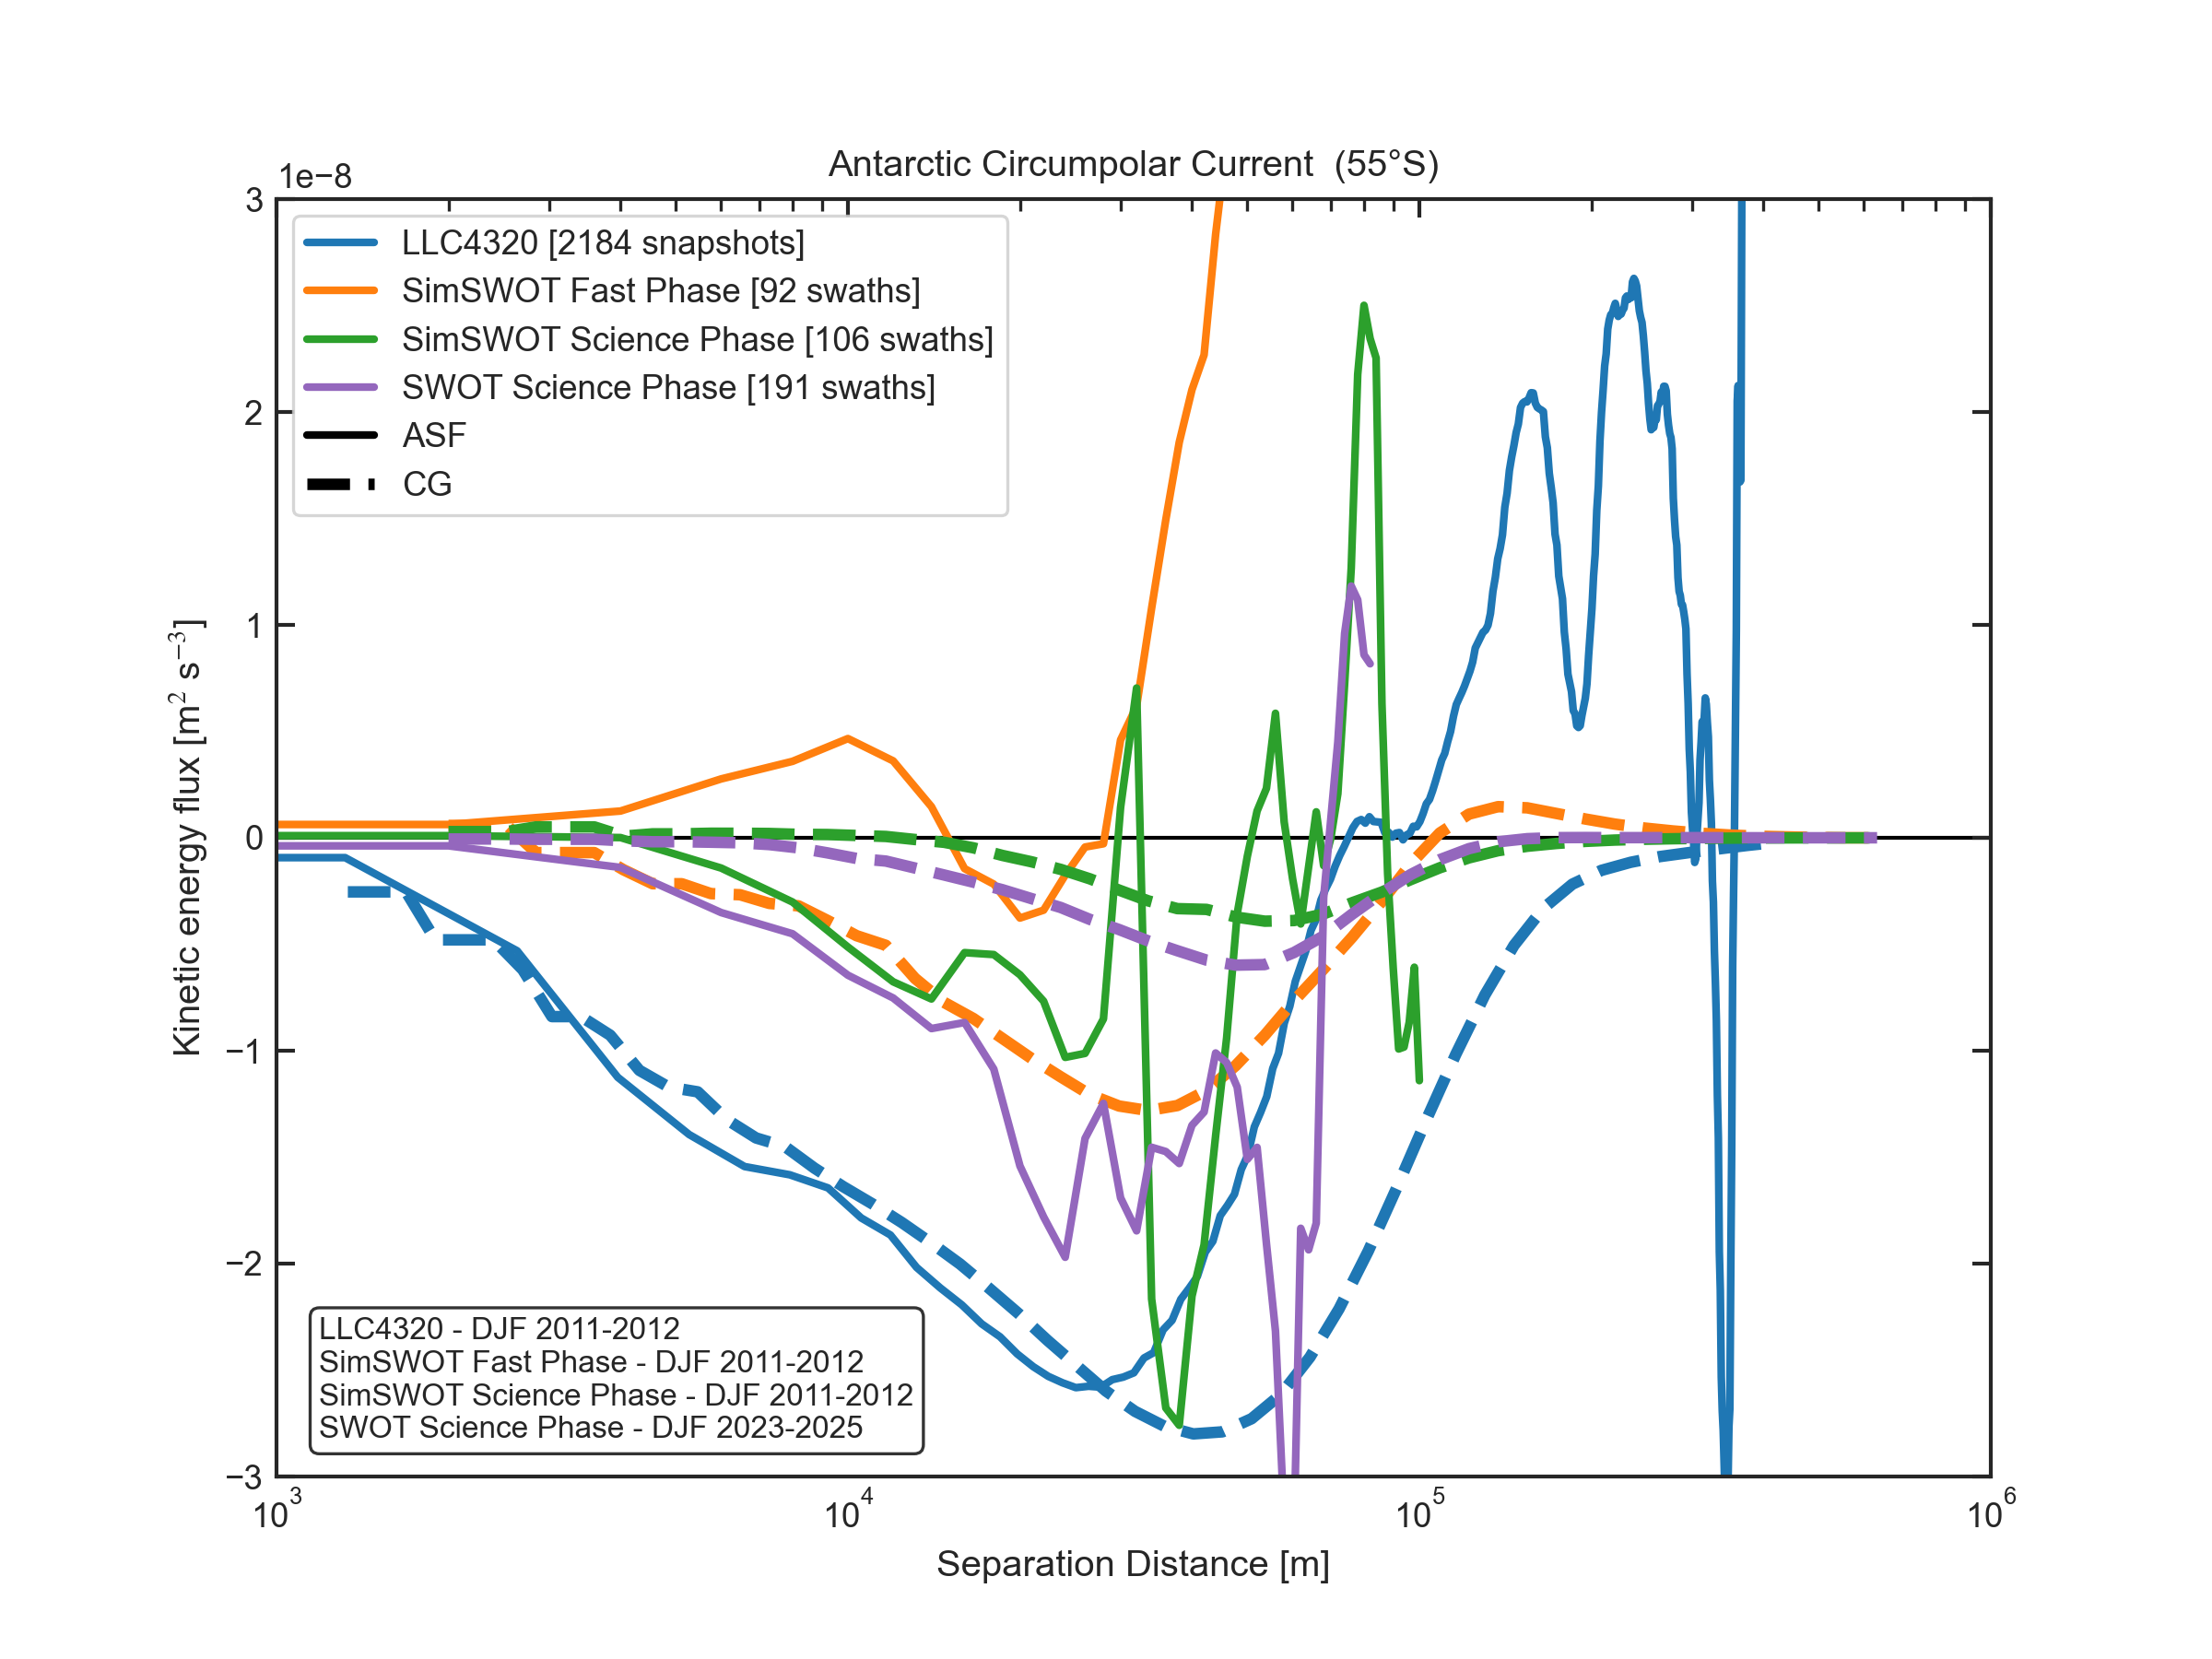 Antarctic Circumpolar Current  (55°S)
1e−8
3
2
1
0
−1
−2
−3
Kinetic energy flux [m² s⁻³]
LLC4320 [2184 snapshots]
SimSWOT Fast Phase [92 swaths]
SimSWOT Science Phase [106 swaths]
SWOT Science Phase [191 swaths]
ASF
CG
LLC4320 - DJF 2011-2012
SimSWOT Fast Phase - DJF 2011-2012
SimSWOT Science Phase - DJF 2011-2012
SWOT Science Phase - DJF 2023-2025
10³ 10⁴ 10⁵ 10⁶
Separation Distance [m]